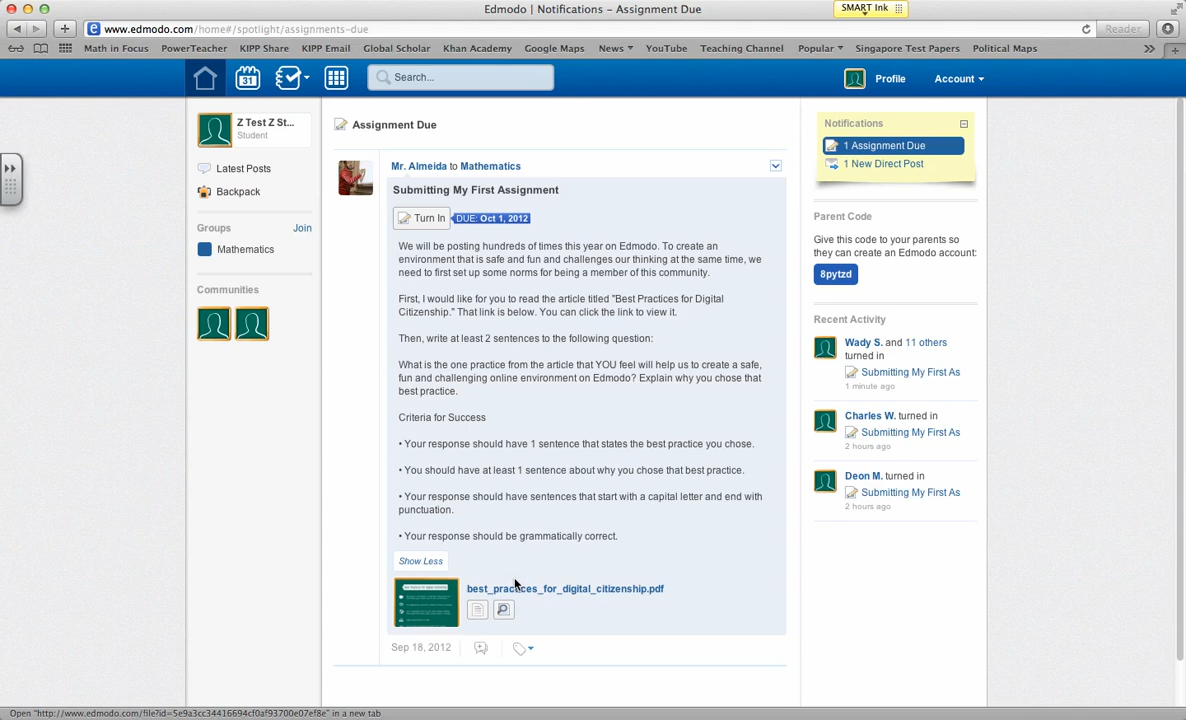 Edmodo | Notifications – Assignment Due
SMART Ink
www.edmodo.com/home#/spotlight/assignments-due
Reader
Math in Focus PowerTeacher KIPP Share KIPP Email Global Scholar Khan Academy Google Maps News YouTube Teaching Channel Popular Singapore Test Papers Political Maps
31
Search...
Profile
Account
Z Test Z St...
Student
Latest Posts
Backpack
Groups
Join
Mathematics
Communities
Assignment Due
Mr. Almeida to Mathematics
Submitting My First Assignment
Turn In
DUE: Oct 1, 2012
We will be posting hundreds of times this year on Edmodo. To create an
environment that is safe and fun and challenges our thinking at the same time, we
need to first set up some norms for being a member of this community.
First, I would like for you to read the article titled "Best Practices for Digital
Citizenship." That link is below. You can click the link to view it.
Then, write at least 2 sentences to the following question:
What is the one practice from the article that YOU feel will help us to create a safe,
fun and challenging online environment on Edmodo? Explain why you chose that
best practice.
Criteria for Success
• Your response should have 1 sentence that states the best practice you chose.
• You should have at least 1 sentence about why you chose that best practice.
• Your response should have sentences that start with a capital letter and end with
punctuation.
• Your response should be grammatically correct.
Show Less
best_practices_for_digital_citizenship.pdf
Sep 18, 2012
Notifications
1 Assignment Due
1 New Direct Post
Parent Code
Give this code to your parents so
they can create an Edmodo account:
8pytzd
Recent Activity
Wady S. and 11 others
turned in
Submitting My First As
1 minute ago
Charles W. turned in
Submitting My First As
2 hours ago
Deon M. turned in
Submitting My First As
2 hours ago
Open "http://www.edmodo.com/file?id=5e9a3cc34416694cf0af93700e07ef8e" in a new tab